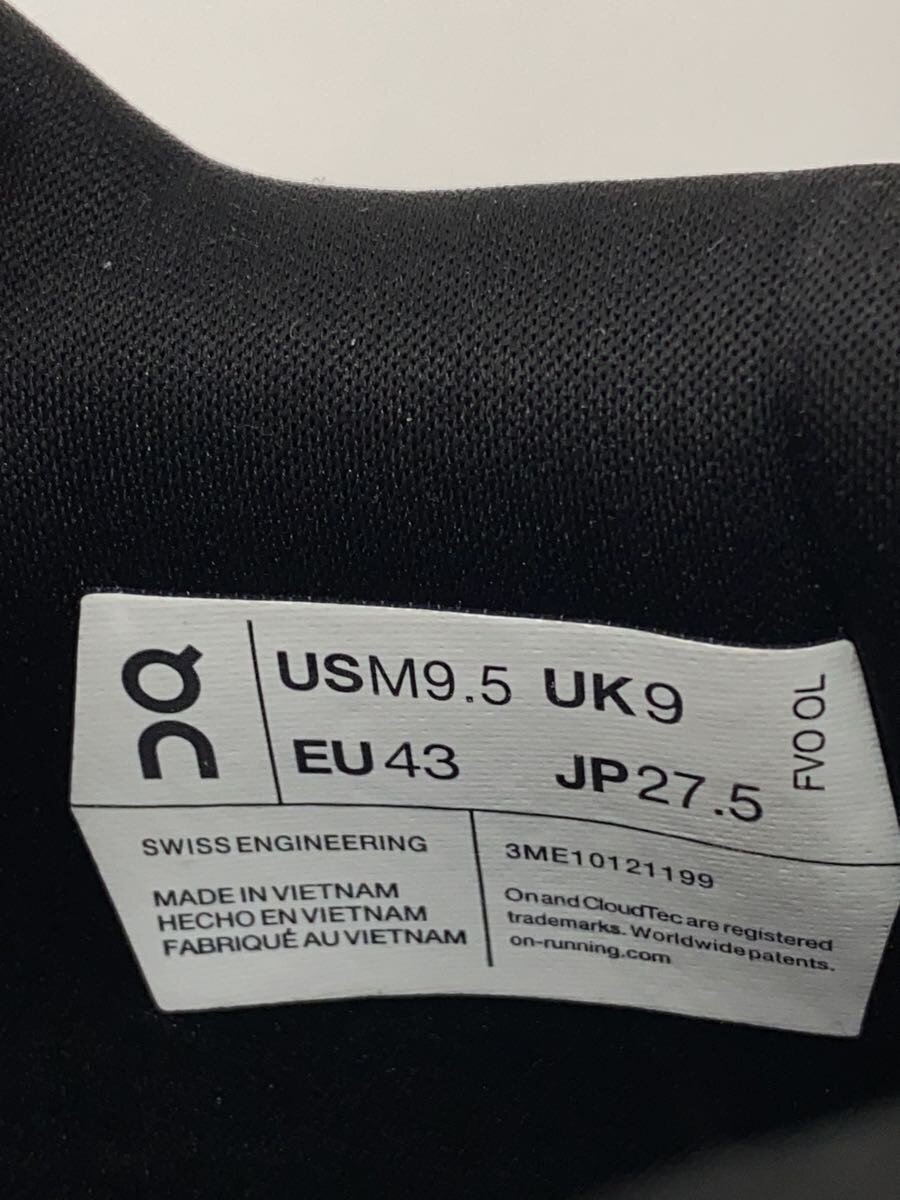 On
USM9.5 UK9
EU43 JP27.5
FVO OL
SWISS ENGINEERING
MADE IN VIETNAM
HECHO EN VIETNAM
FABRIQUÉ AU VIETNAM
3ME10121199
On and CloudTec are registered
trademarks. Worldwide patents.
on-running.com